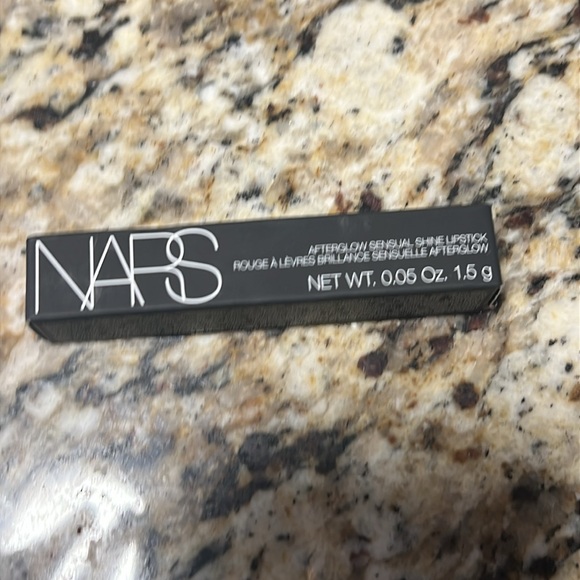 NARS
AFTERGLOW SENSUAL SHINE LIPSTICK
ROUGE À LÈVRES BRILLANCE SENSUELLE AFTERGLOW
NET WT. 0.05 Oz. 1.5 g